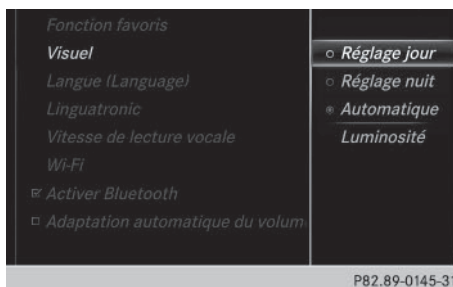 Fonction favoris
Visuel
Langue (Language)
Linguatronic
Vitesse de lecture vocale
Wi-Fi
Activer Bluetooth
Adaptation automatique du volum
Réglage jour
Réglage nuit
Automatique
Luminosité
P82.89-0145-31